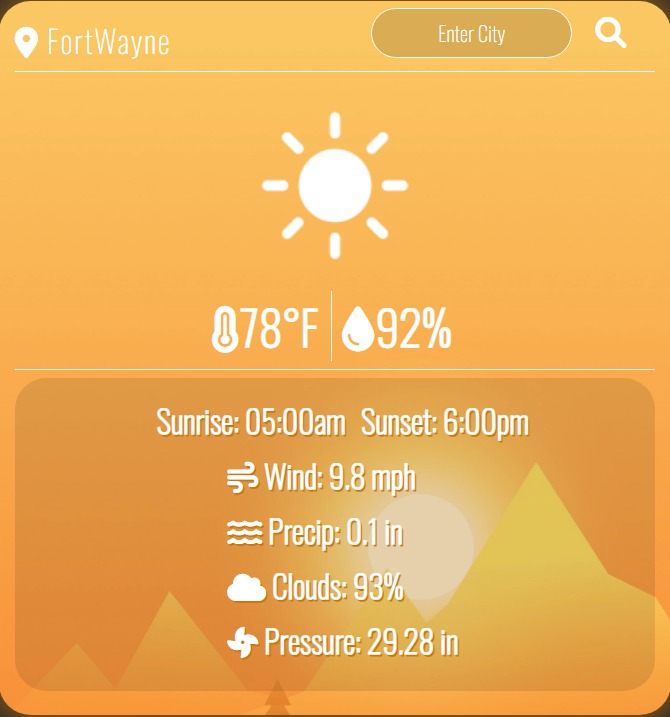 FortWayne
Enter City
78°F 92%
Sunrise: 05:00am Sunset: 6:00pm
Wind: 9.8 mph
Precip: 0.1 in
Clouds: 93%
Pressure: 29.28 in